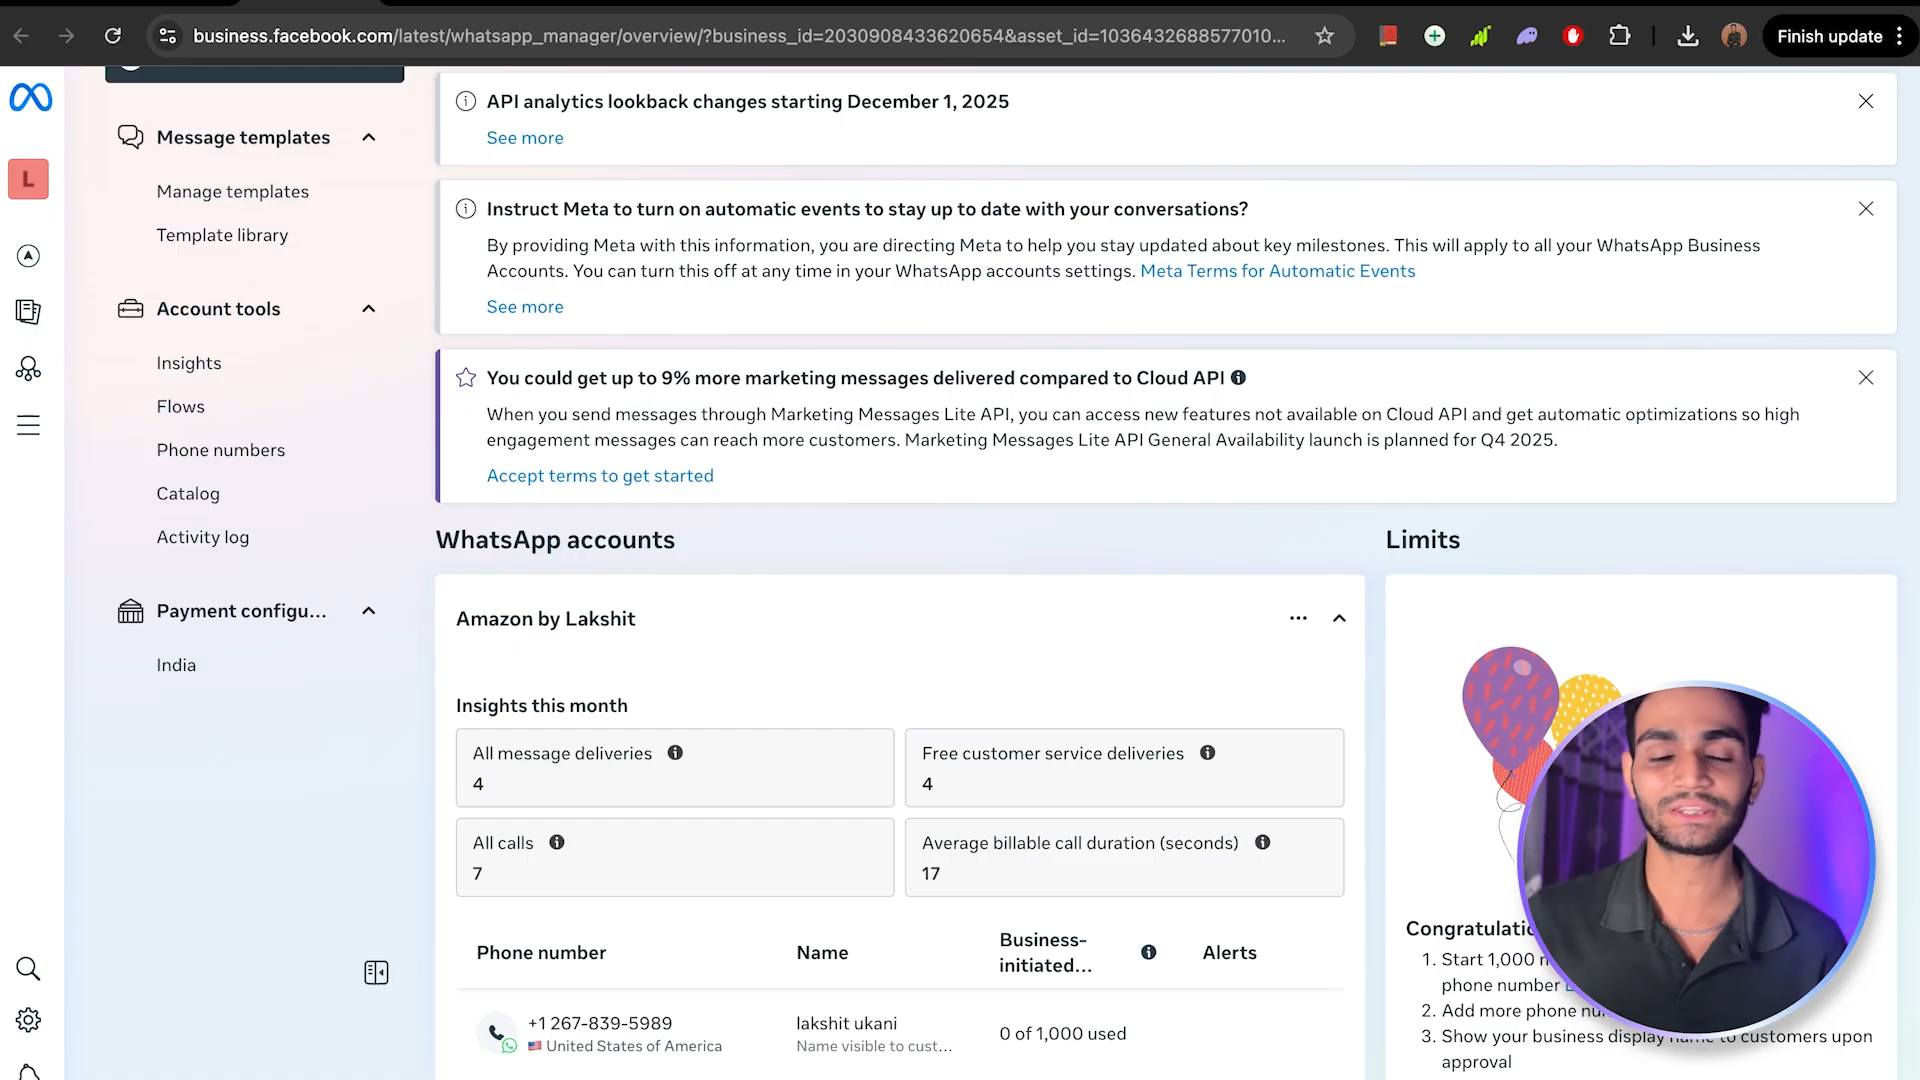 business.facebook.com/latest/whatsapp_manager/overview/?business_id=2030908433620654&asset_id=1036432688577010...
Finish update
L
Message templates
Manage templates
Template library
Account tools
Insights
Flows
Phone numbers
Catalog
Activity log
Payment configu...
India
API analytics lookback changes starting December 1, 2025
See more
Instruct Meta to turn on automatic events to stay up to date with your conversations?
By providing Meta with this information, you are directing Meta to help you stay updated about key milestones. This will apply to all your WhatsApp Business
Accounts. You can turn this off at any time in your WhatsApp accounts settings. Meta Terms for Automatic Events
See more
You could get up to 9% more marketing messages delivered compared to Cloud API
When you send messages through Marketing Messages Lite API, you can access new features not available on Cloud API and get automatic optimizations so high
engagement messages can reach more customers. Marketing Messages Lite API General Availability launch is planned for Q4 2025.
Accept terms to get started
WhatsApp accounts
Amazon by Lakshit
Insights this month
All message deliveries
4
Free customer service deliveries
4
All calls
7
Average billable call duration (seconds)
17
Phone number
Name
Business-
initiated...
Alerts
+1 267-839-5989
United States of America
lakshit ukani
Name visible to cust...
0 of 1,000 used
Limits
1. Start 1,000
phone number
2. Add more phone
3. Show your business display name to customers upon
approval